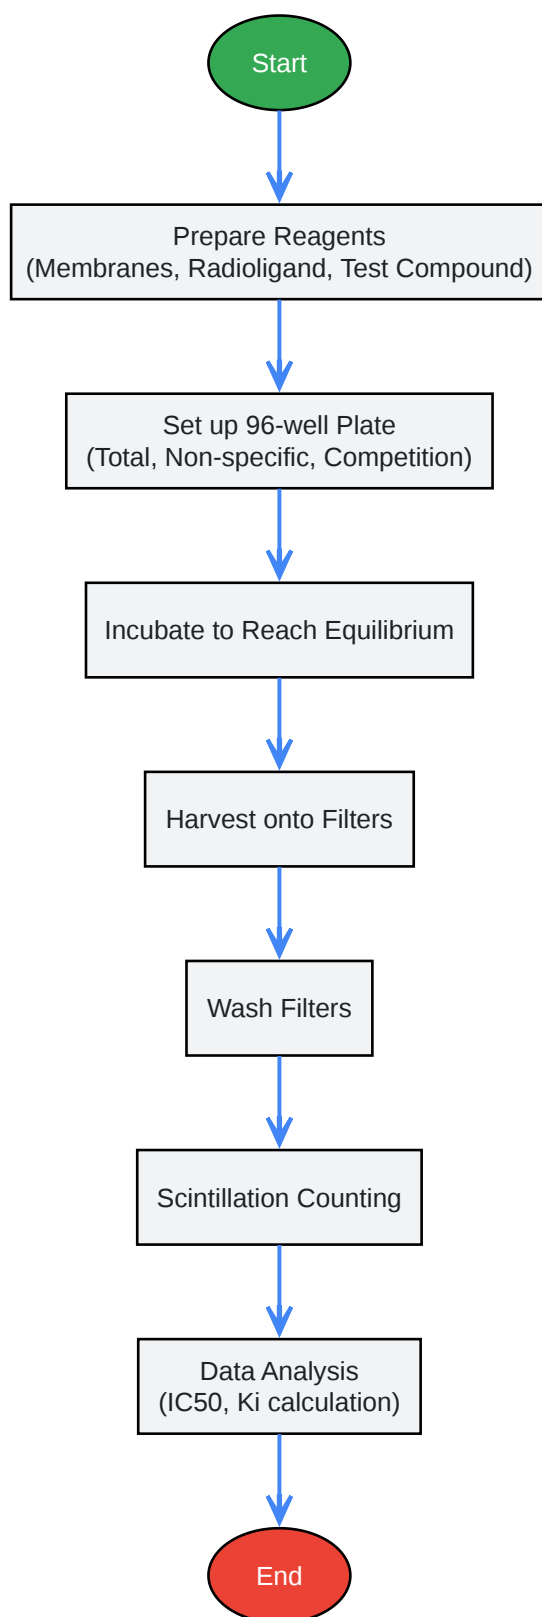 Start
Prepare Reagents
(Membranes, Radioligand, Test Compound)
Set up 96-well Plate
(Total, Non-specific, Competition)
Incubate to Reach Equilibrium
Harvest onto Filters
Wash Filters
Scintillation Counting
Data Analysis
(IC50, Ki calculation)
End